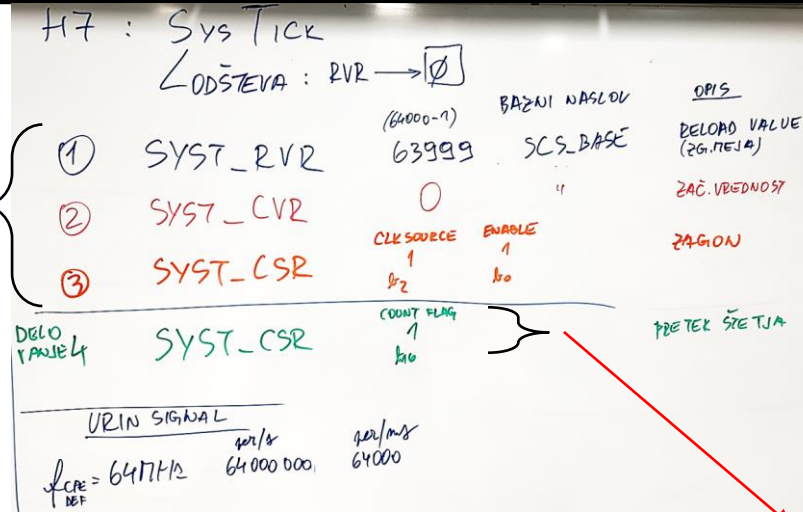 H7 : SysTICK
ODŠTEVA : RVR → Ø
BAZNI NASLOV OPIS
① SYST_RVR (64000-1) 63999 SCS_BASE RELOAD VALUE (ZG.MEJA)
② SYST_CVR 0 " ZAČ.VREDNOST
CLK SOURCE ENABLE
③ SYST_CSR 1 1 ZAGON
b2 b0
COUNT FLAG
DELOVANJE 4 SYST_CSR 1 PRETEK ŠTETJA
b16
URIN SIGNAL
per/s per/ms
fCPE DEF = 64MHz 64000 000 64000